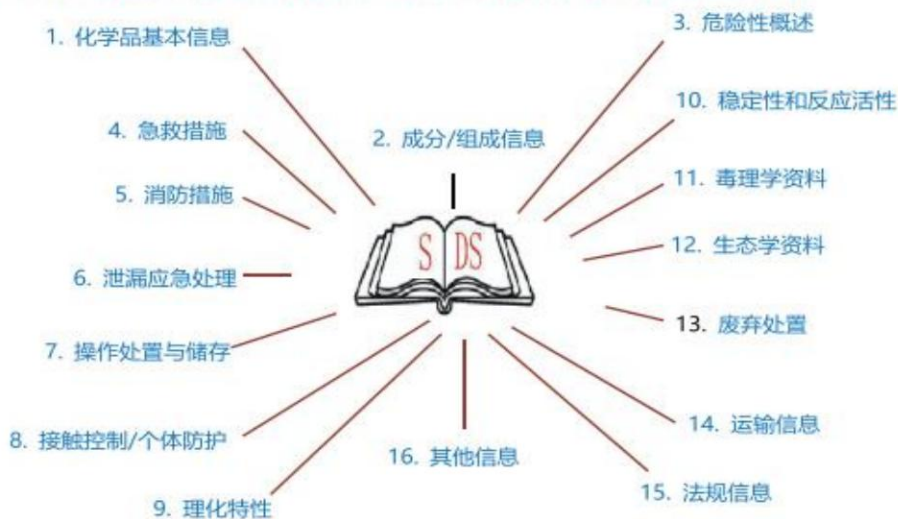 1. 化学品基本信息
3. 危险性概述
10. 稳定性和反应活性
4. 急救措施
2. 成分/组成信息
11. 毒理学资料
5. 消防措施
12. 生态学资料
S DS
6. 泄漏应急处理
13. 废弃处置
7. 操作处置与储存
14. 运输信息
8. 接触控制/个体防护
16. 其他信息
15. 法规信息
9. 理化特性